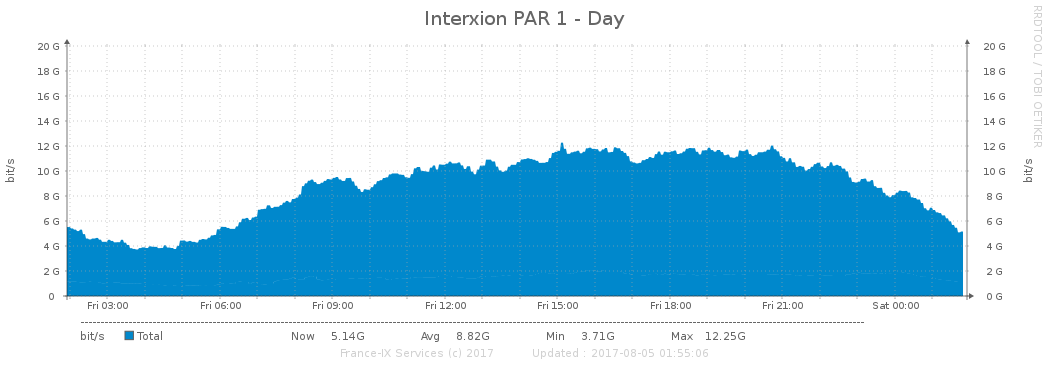 Interxion PAR 1 - Day
RRDTOOL / TOBI OETIKER
bit/s
20 G 20 G
18 G 18 G
16 G 16 G
14 G 14 G
12 G 12 G
10 G 10 G
8 G 8 G
6 G 6 G
4 G 4 G
2 G 2 G
0 0 G
bit/s
Fri 03:00 Fri 06:00 Fri 09:00 Fri 12:00 Fri 15:00 Fri 18:00 Fri 21:00 Sat 00:00
bit/s Total Now 5.14G Avg 8.82G Min 3.71G Max 12.25G
France-IX Services (c) 2017 Updated : 2017-08-05 01:55:06